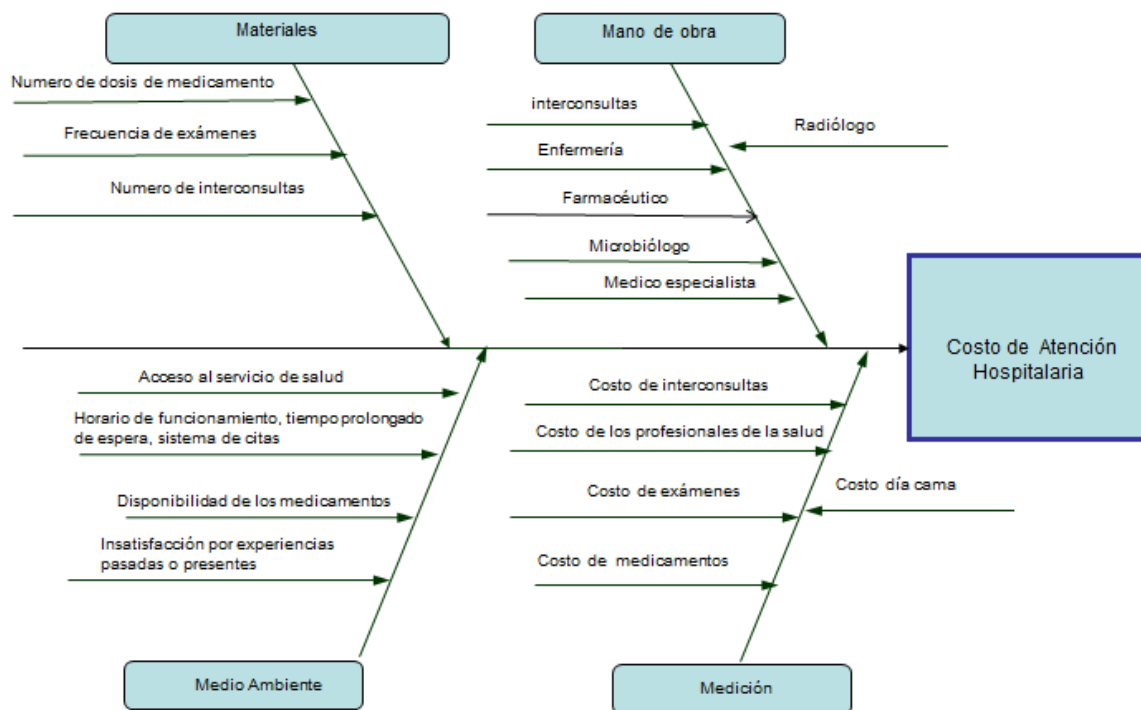 Materiales
Mano de obra
Numero de dosis de medicamento
Frecuencia de exámenes
Numero de interconsultas
interconsultas
Radiólogo
Enfermería
Farmacéutico
Microbiólogo
Medico especialista
Costo de Atención
Hospitalaria
Acceso al servicio de salud
Horario de funcionamiento, tiempo prolongado
de espera, sistema de citas
Disponibilidad de los medicamentos
Insatisfacción por experiencias
pasadas o presentes
Costo de interconsultas
Costo de los profesionales de la salud
Costo de exámenes
Costo día cama
Costo de medicamentos
Medio Ambiente
Medición